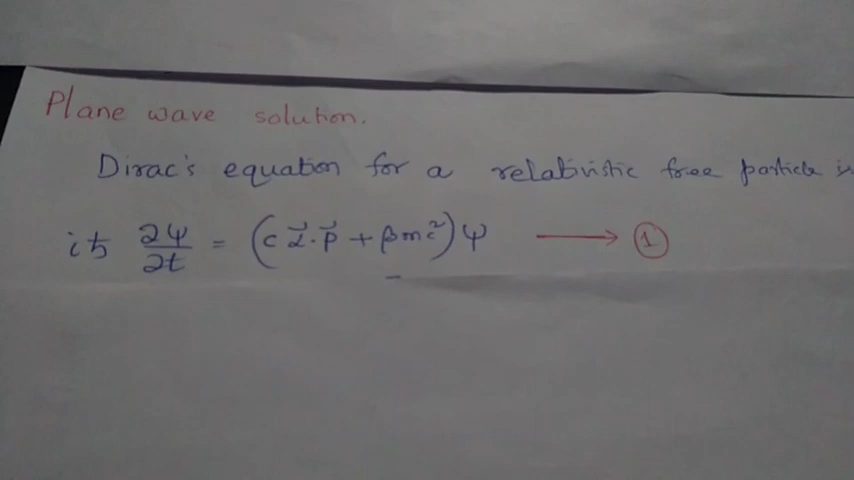 Plane wave solution.
Dirac's equation for a relativistic free particle is
iħ ∂ψ/∂t = (c α⃗·p⃗ + βmc²)ψ ⟶ ①